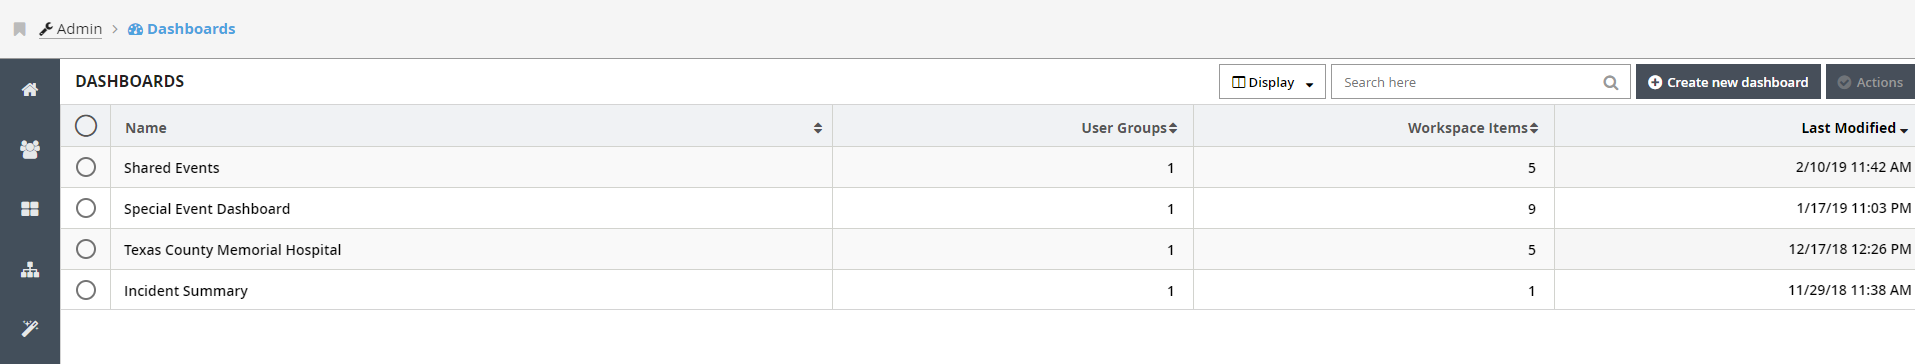 Admin > Dashboards
DASHBOARDS Display Search here Create new dashboard Actions
Name User Groups Workspace Items Last Modified
Shared Events 1 5 2/10/19 11:42 AM
Special Event Dashboard 1 9 1/17/19 11:03 PM
Texas County Memorial Hospital 1 5 12/17/18 12:26 PM
Incident Summary 1 1 11/29/18 11:38 AM